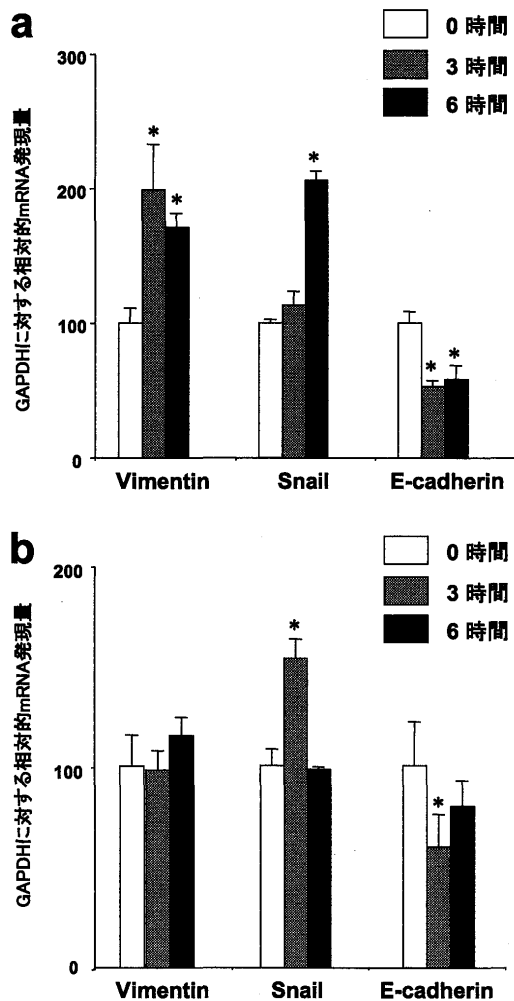 a
0 時間
3 時間
6 時間
GAPDHに対する相対的mRNA発現量
300
200
100
0
* * * * *
Vimentin Snail E-cadherin
b
0 時間
3 時間
6 時間
GAPDHに対する相対的mRNA発現量
200
100
0
* *
Vimentin Snail E-cadherin